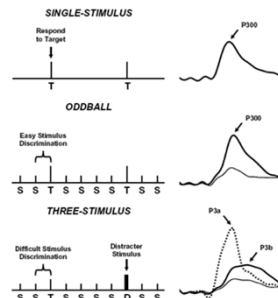 SINGLE-STIMULUS
Respond
to Target
P300
T T
ODDBALL
Easy Stimulus
Discrimination
P300
S S T S S S S T S S
THREE-STIMULUS
P3a
Difficult Stimulus
Discrimination
Distracter
Stimulus
P3b
S S T S S S S D S S